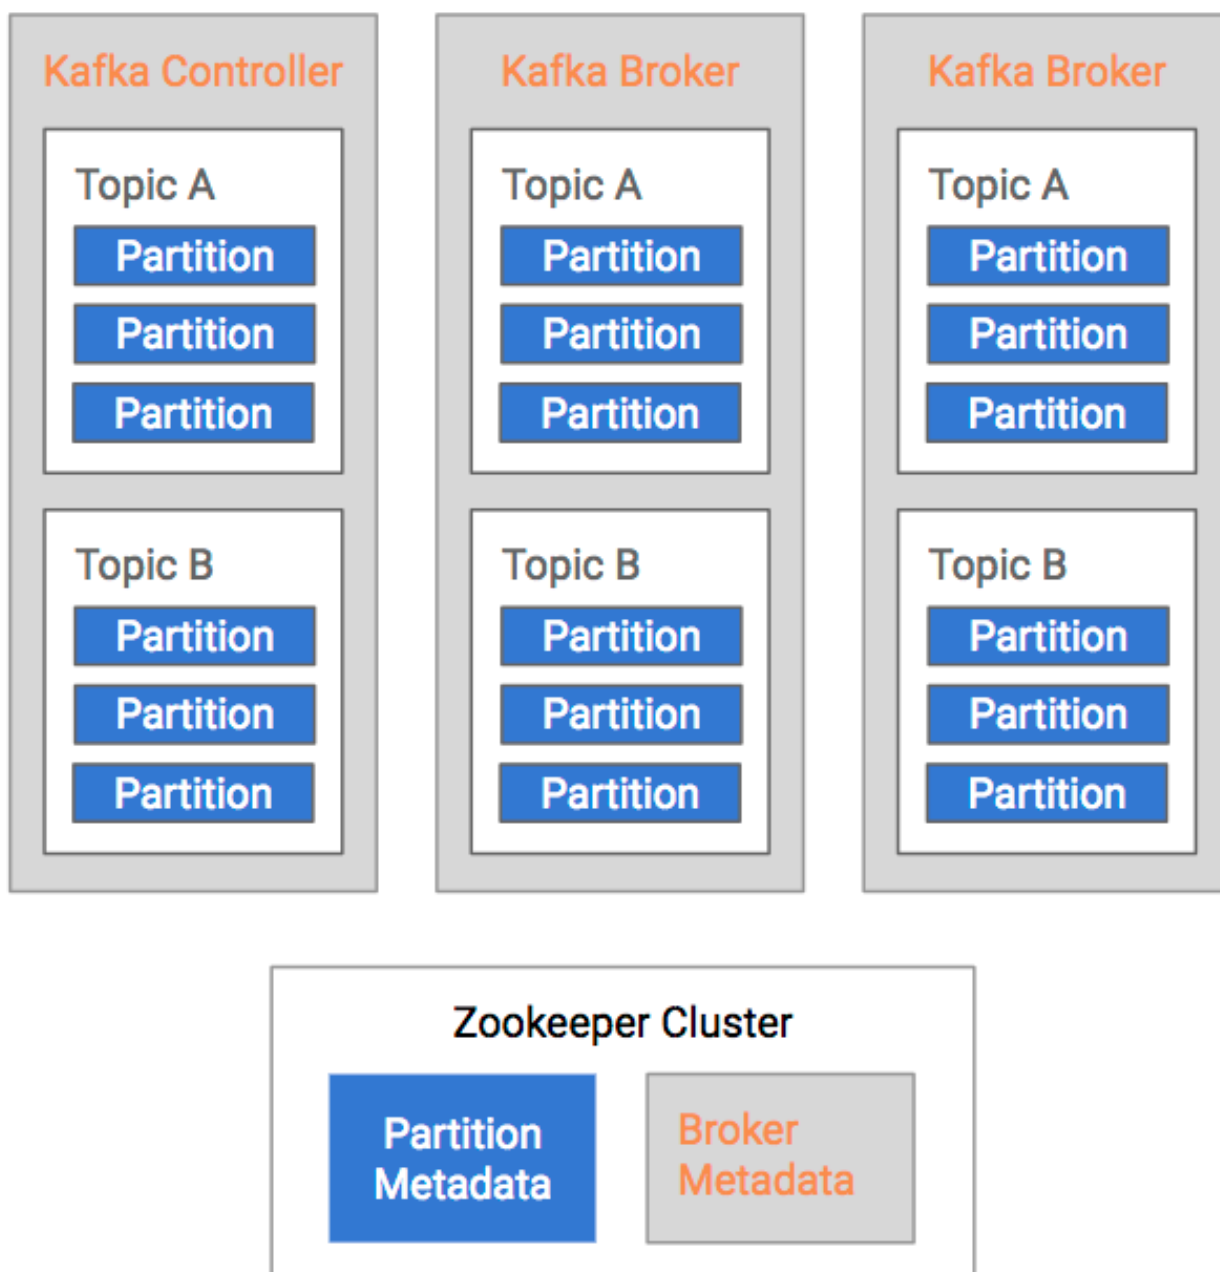 Kafka Controller
Topic A
Partition
Partition
Partition
Topic B
Partition
Partition
Partition
Kafka Broker
Topic A
Partition
Partition
Partition
Topic B
Partition
Partition
Partition
Kafka Broker
Topic A
Partition
Partition
Partition
Topic B
Partition
Partition
Partition
Zookeeper Cluster
Partition
Metadata
Broker
Metadata